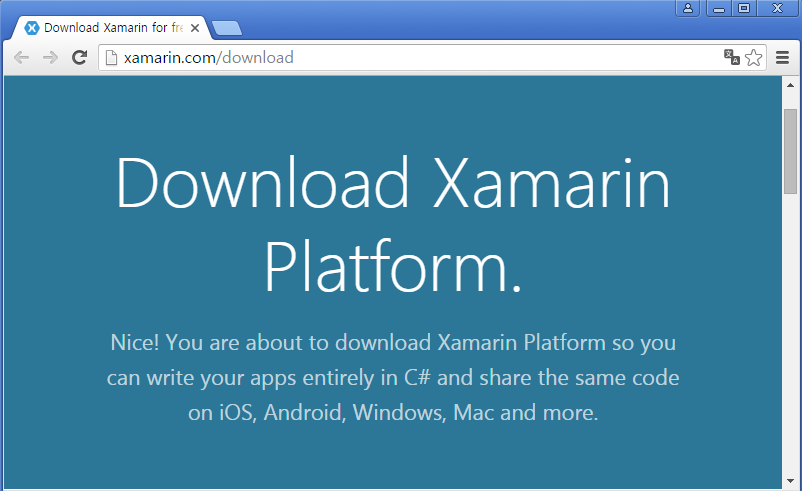 Download Xamarin for fre
xamarin.com/download
Download Xamarin
Platform.
Nice! You are about to download Xamarin Platform so you
can write your apps entirely in C# and share the same code
on iOS, Android, Windows, Mac and more.